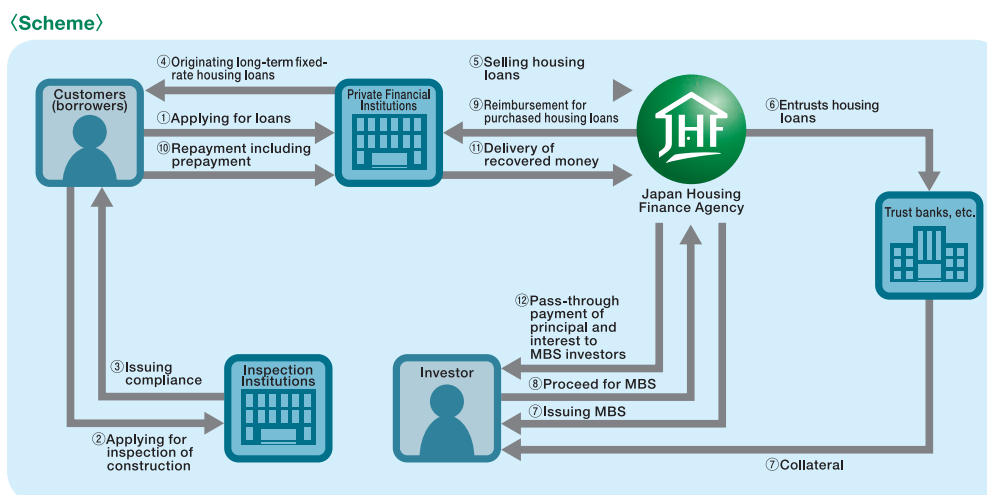 〈Scheme〉
④Originating long-term fixed-
rate housing loans
⑤Selling housing
loans
Customers
(borrowers)
Private Financial
Institutions
①Applying for loans
⑨Reimbursement for
purchased housing loans
⑥Entrusts housing
loans
JHF
⑩Repayment including
prepayment
⑪Delivery of
recovered money
Japan Housing
Finance Agency
Trust banks, etc.
⑫Pass-through
payment of
principal and
interest to
MBS investors
③Issuing
compliance
Inspection
Institutions
Investor
⑧Proceed for MBS
⑦Issuing MBS
②Applying for
inspection of
construction
⑦Collateral